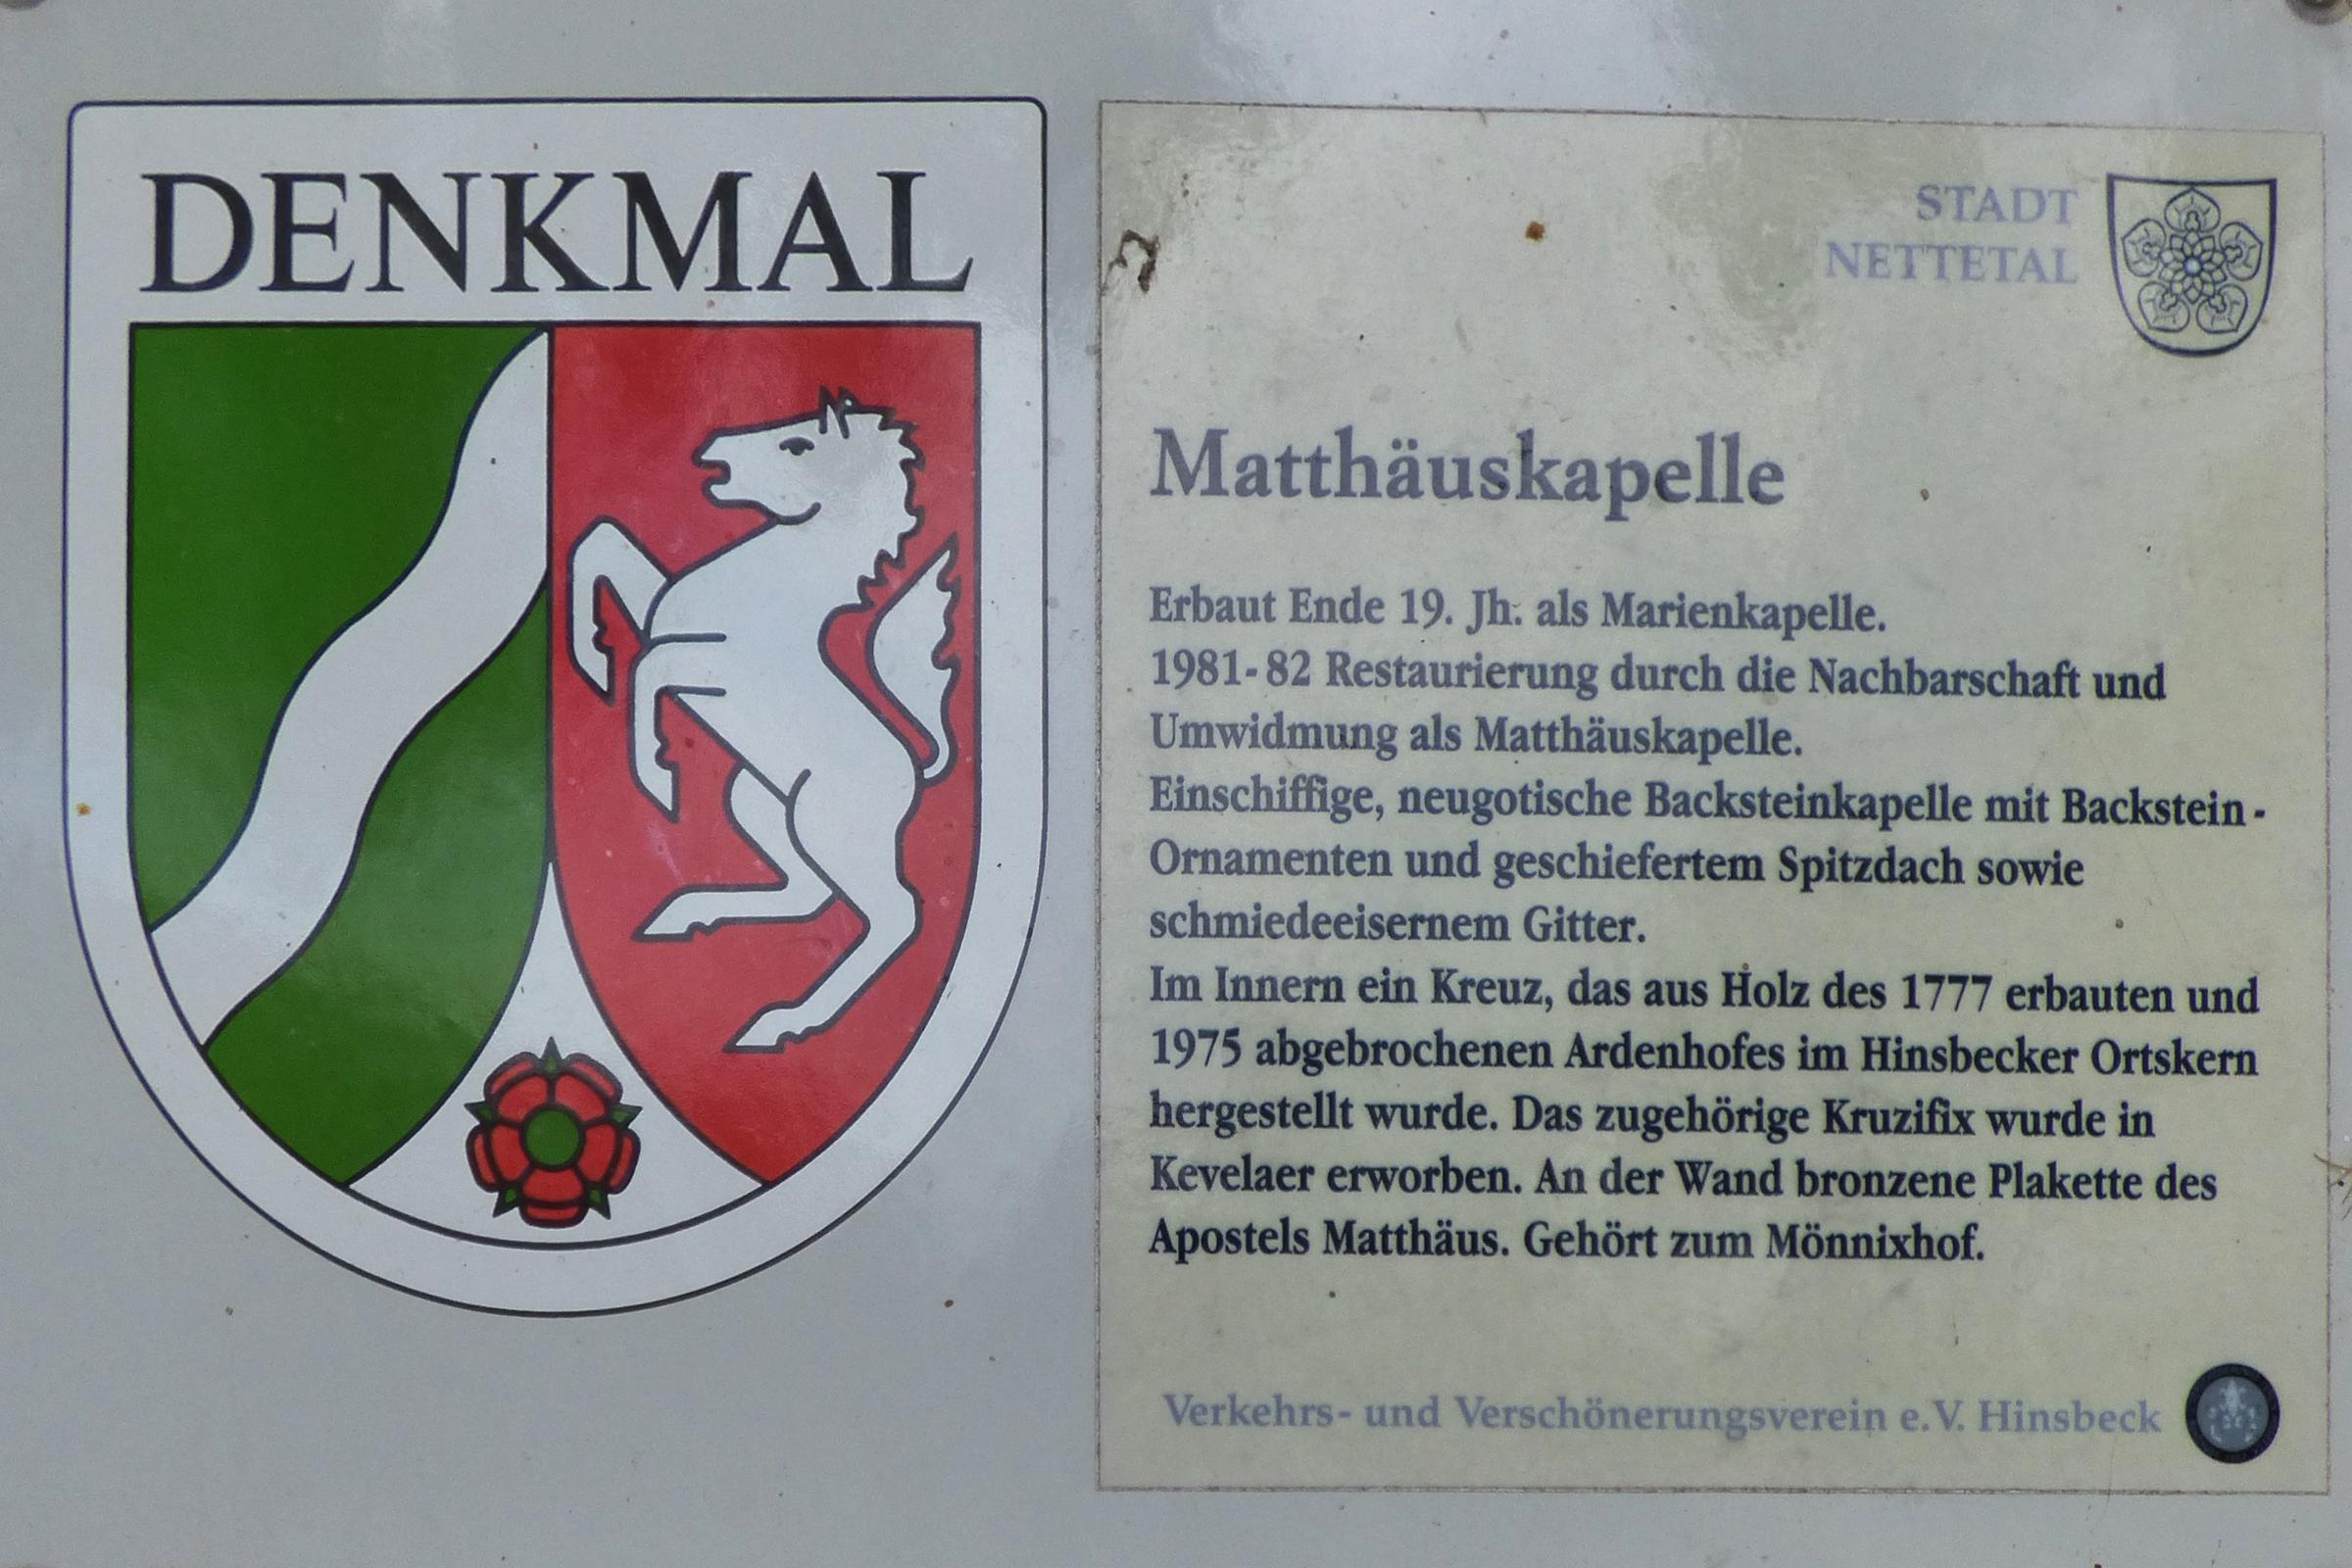 DENKMAL
STADT
NETTETAL
Matthäuskapelle
Erbaut Ende 19. Jh. als Marienkapelle.
1981-82 Restaurierung durch die Nachbarschaft und
Umwidmung als Matthäuskapelle.
Einschiffige, neugotische Backsteinkapelle mit Backstein-
Ornamenten und geschiefertem Spitzdach sowie
schmiedeeisernem Gitter.
Im Innern ein Kreuz, das aus Holz des 1777 erbauten und
1975 abgebrochenen Ardenhofes im Hinsbecker Ortskern
hergestellt wurde. Das zugehörige Kruzifix wurde in
Kevelaer erworben. An der Wand bronzene Plakette des
Apostels Matthäus. Gehört zum Mönnixhof.
Verkehrs- und Verschönerungsverein e.V. Hinsbeck